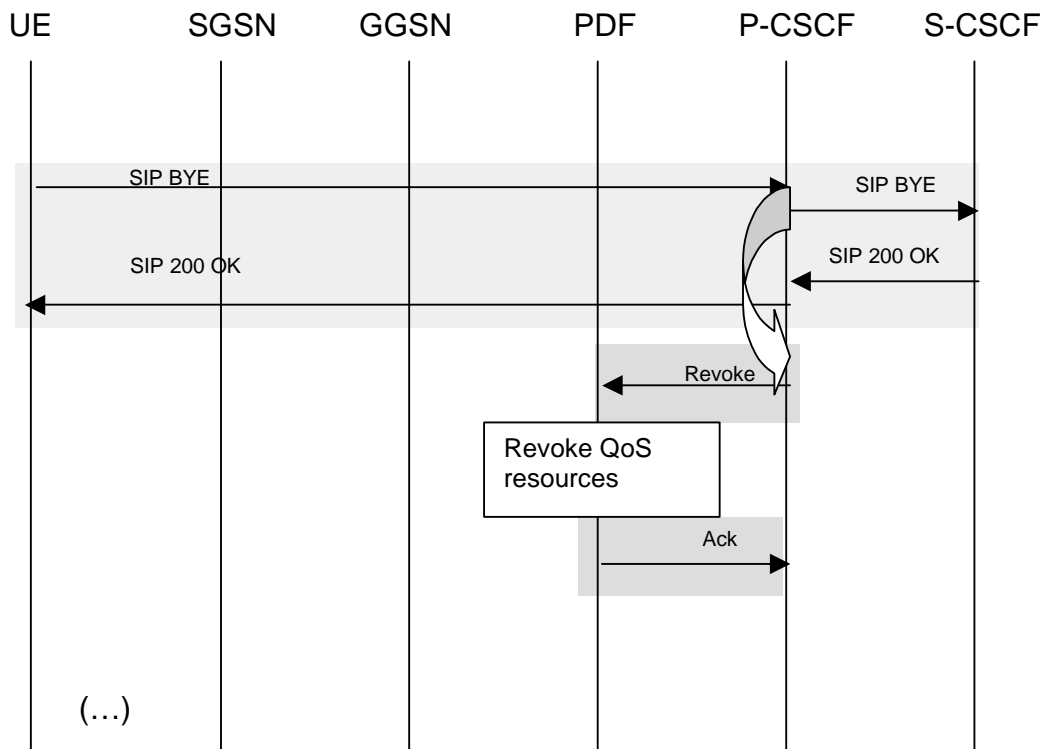 UE SGSN GGSN PDF P-CSCF S-CSCF
SIP BYE
SIP BYE
SIP 200 OK
SIP 200 OK
Revoke
Revoke QoS
resources
Ack
(…)